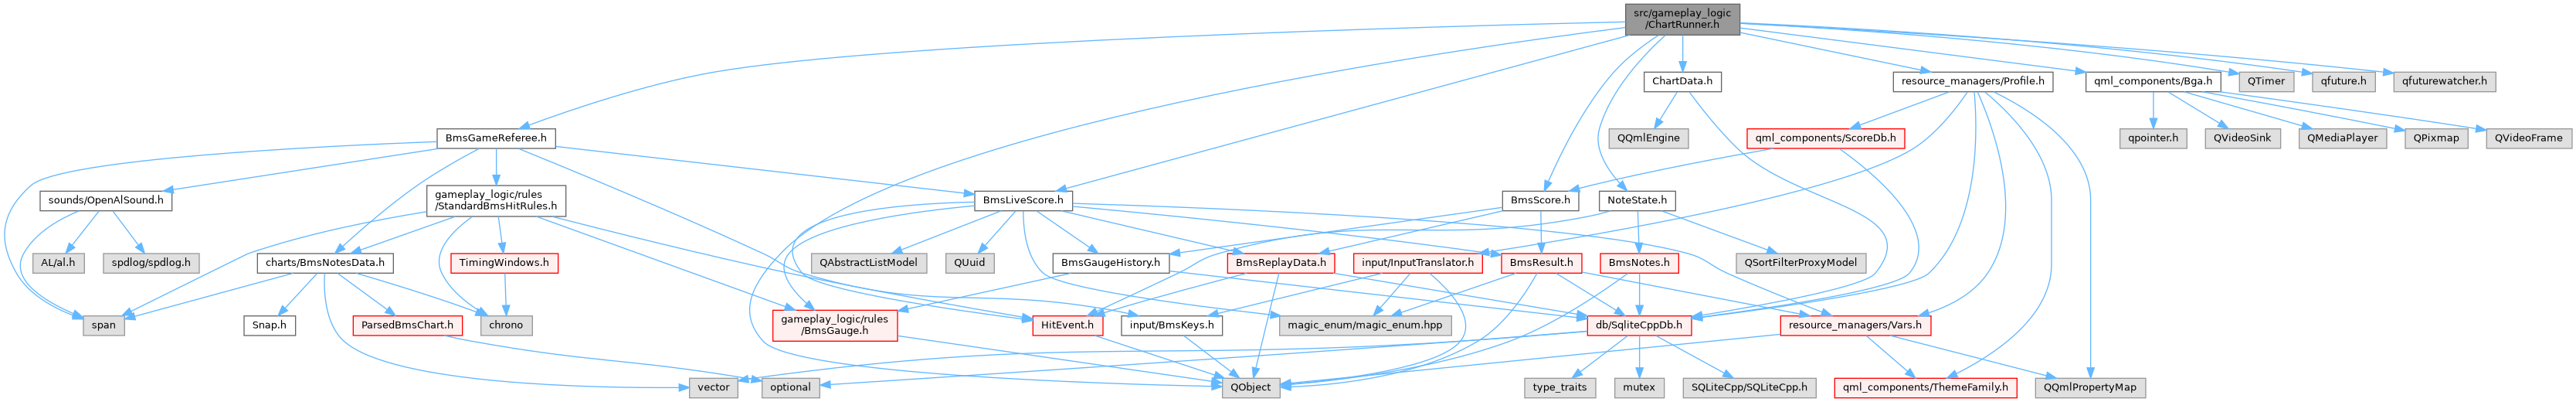 src/gameplay_logic
/ChartRunner.h
ChartData.h
resource_managers/Profile.h
qml_components/Bga.h
QTimer
qfuture.h
qfuturewatcher.h
BmsGameReferee.h
QQmlEngine
qml_components/ScoreDb.h
qpointer.h
QVideoSink
QMediaPlayer
QPixmap
QVideoFrame
sounds/OpenAlSound.h
gameplay_logic/rules
/StandardBmsHitRules.h
BmsLiveScore.h
BmsScore.h
NoteState.h
AL/al.h
spdlog/spdlog.h
charts/BmsNotesData.h
TimingWindows.h
QAbstractListModel
QUuid
BmsGaugeHistory.h
BmsReplayData.h
input/InputTranslator.h
BmsResult.h
BmsNotes.h
QSortFilterProxyModel
span
Snap.h
ParsedBmsChart.h
chrono
gameplay_logic/rules
/BmsGauge.h
HitEvent.h
input/BmsKeys.h
magic_enum/magic_enum.hpp
db/SqliteCppDb.h
resource_managers/Vars.h
vector
optional
QObject
type_traits
mutex
SQLiteCpp/SQLiteCpp.h
qml_components/ThemeFamily.h
QQmlPropertyMap